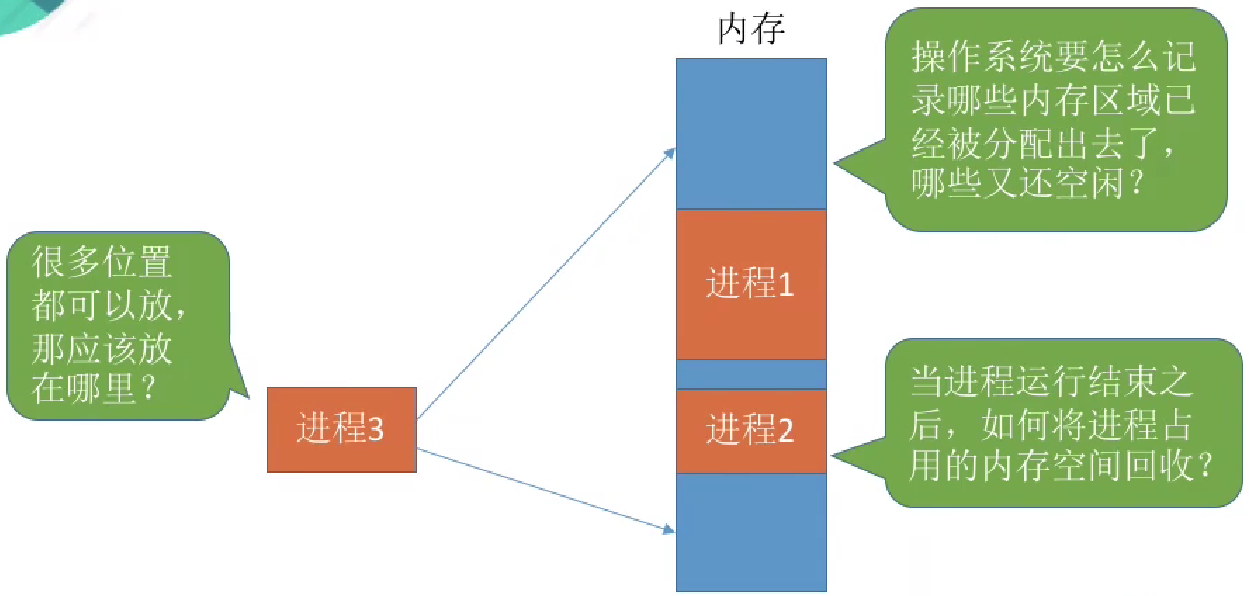 内存
操作系统要怎么记
录哪些内存区域已
经被分配出去了，
哪些又还空闲？
很多位置
都可以放，
那应该放
在哪里？
进程1
进程3
进程2
当进程运行结束之
后，如何将进程占
用的内存空间回收？